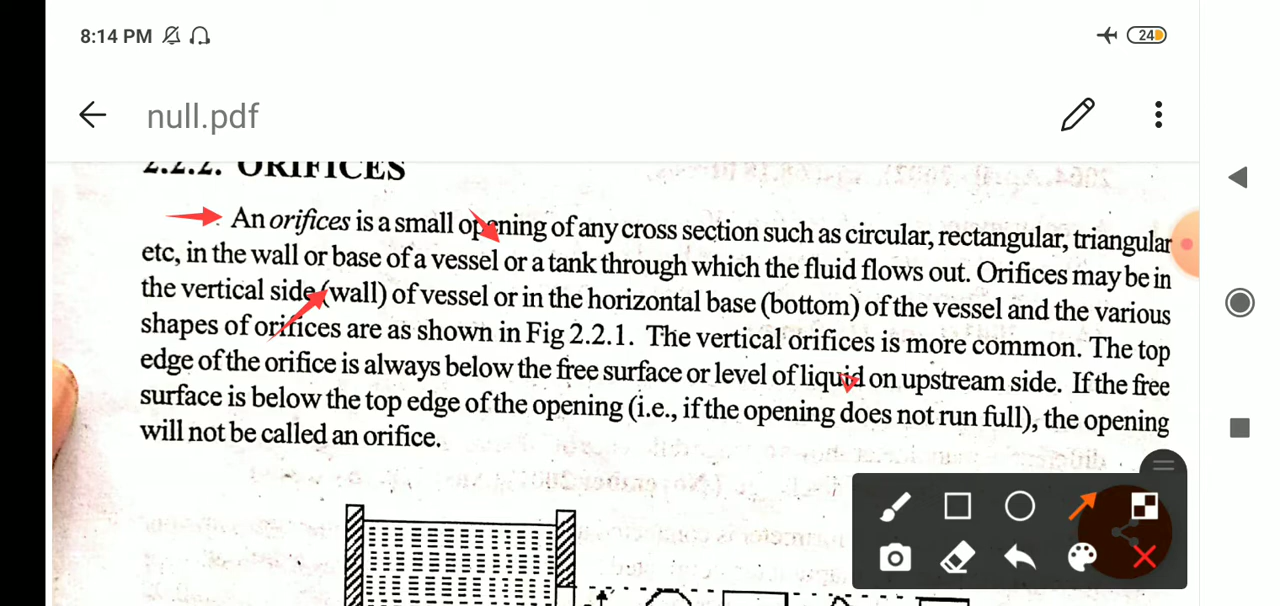 8:14 PM
24
null.pdf
2.2.2. ORIFICES
An orifices is a small opening of any cross section such as circular, rectangular, triangular
etc, in the wall or base of a vessel or a tank through which the fluid flows out. Orifices may be in
the vertical side (wall) of vessel or in the horizontal base (bottom) of the vessel and the various
shapes of orifices are as shown in Fig 2.2.1. The vertical orifices is more common. The top
edge of the orifice is always below the free surface or level of liquid on upstream side. If the free
surface is below the top edge of the opening (i.e., if the opening does not run full), the opening
will not be called an orifice.